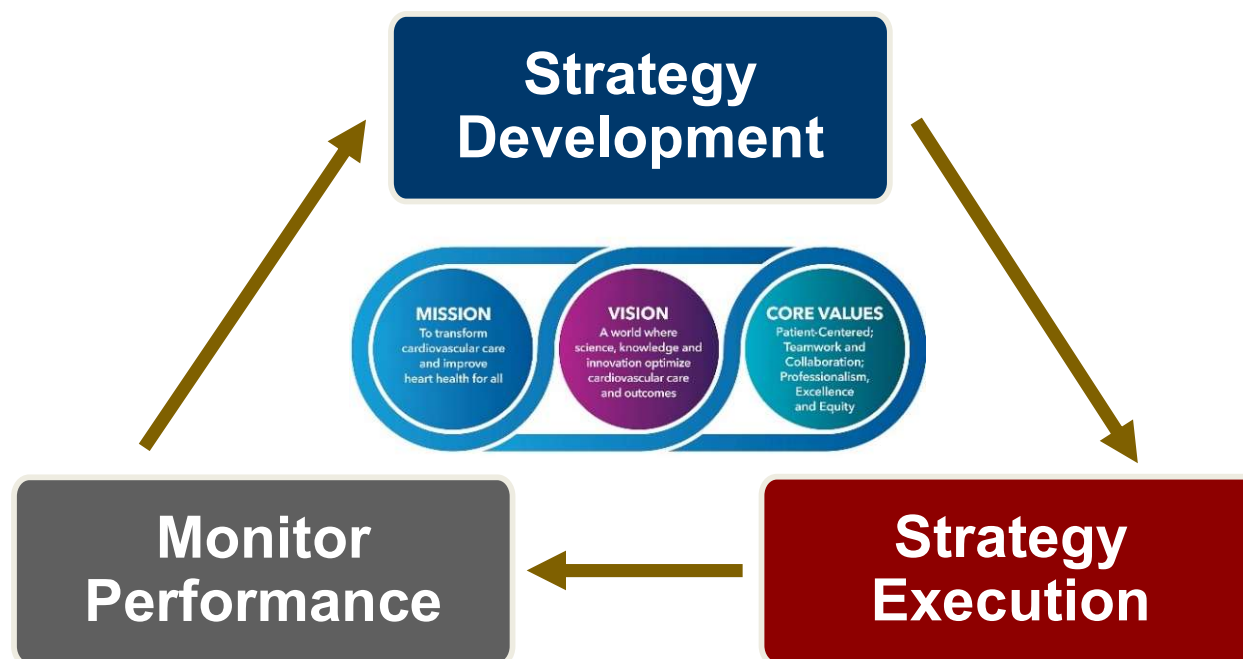 Strategy
Development
MISSION
To transform
cardiovascular care
and improve
heart health for all
VISION
A world where
science, knowledge and
innovation optimize
cardiovascular care
and outcomes
CORE VALUES
Patient-Centered;
Teamwork and
Collaboration;
Professionalism,
Excellence
and Equity
Monitor
Performance
Strategy
Execution